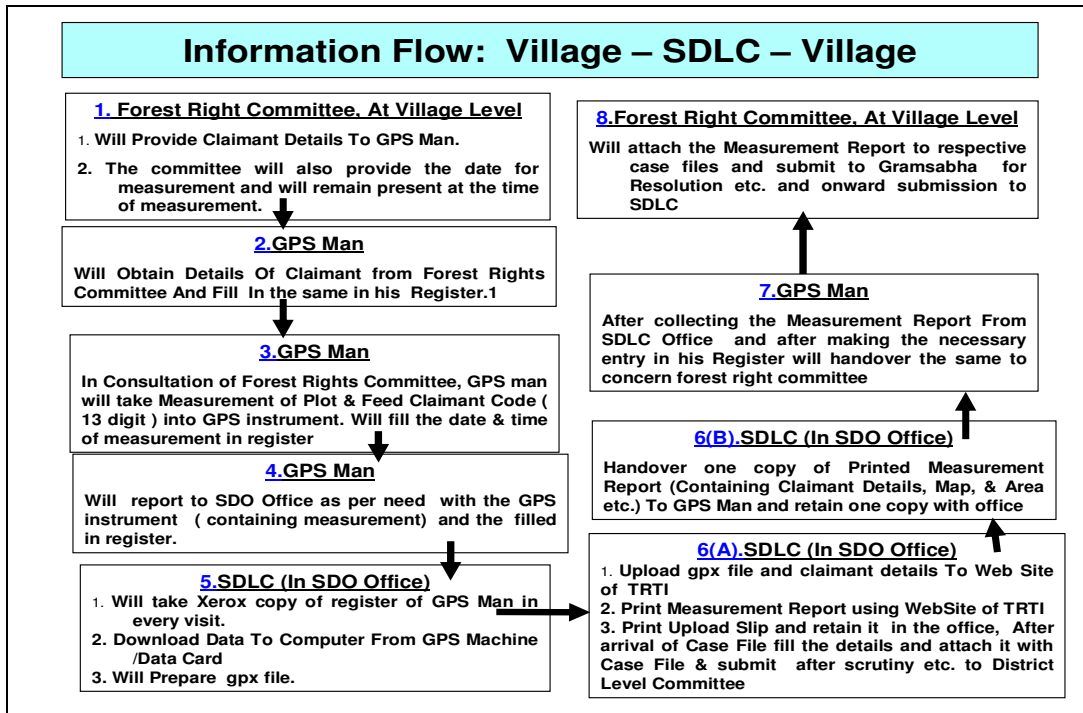 Information Flow:  Village – SDLC – Village
1. Forest Right Committee, At Village Level
1. Will Provide Claimant Details To GPS Man.
2. The committee will also provide the date for
measurement and will remain present at the time
of measurement.
2.GPS Man
Will Obtain Details Of Claimant from Forest Rights
Committee And Fill In the same in his Register.1
3.GPS Man
In Consultation of Forest Rights Committee, GPS man
will take Measurement of Plot & Feed Claimant Code (
13 digit ) into GPS instrument. Will fill the date & time
of measurement in register
4.GPS Man
Will report to SDO Office as per need with the GPS
instrument ( containing measurement) and the filled
in register.
5.SDLC (In SDO Office)
1. Will take Xerox copy of register of GPS Man in
every visit.
2. Download Data To Computer From GPS Machine
/Data Card
3. Will Prepare gpx file.
6(A).SDLC (In SDO Office)
1. Upload gpx file and claimant details To Web Site
of TRTI
2. Print Measurement Report using WebSite of TRTI
3. Print Upload Slip and retain it in the office, After
arrival of Case File fill the details and attach it with
Case File & submit after scrutiny etc. to District
Level Committee
6(B).SDLC (In SDO Office)
Handover one copy of Printed Measurement
Report (Containing Claimant Details, Map, & Area
etc.) To GPS Man and retain one copy with office
7.GPS Man
After collecting the Measurement Report From
SDLC Office and after making the necessary
entry in his Register will handover the same to
concern forest right committee
8.Forest Right Committee, At Village Level
Will attach the Measurement Report to respective
case files and submit to Gramsabha for
Resolution etc. and onward submission to
SDLC